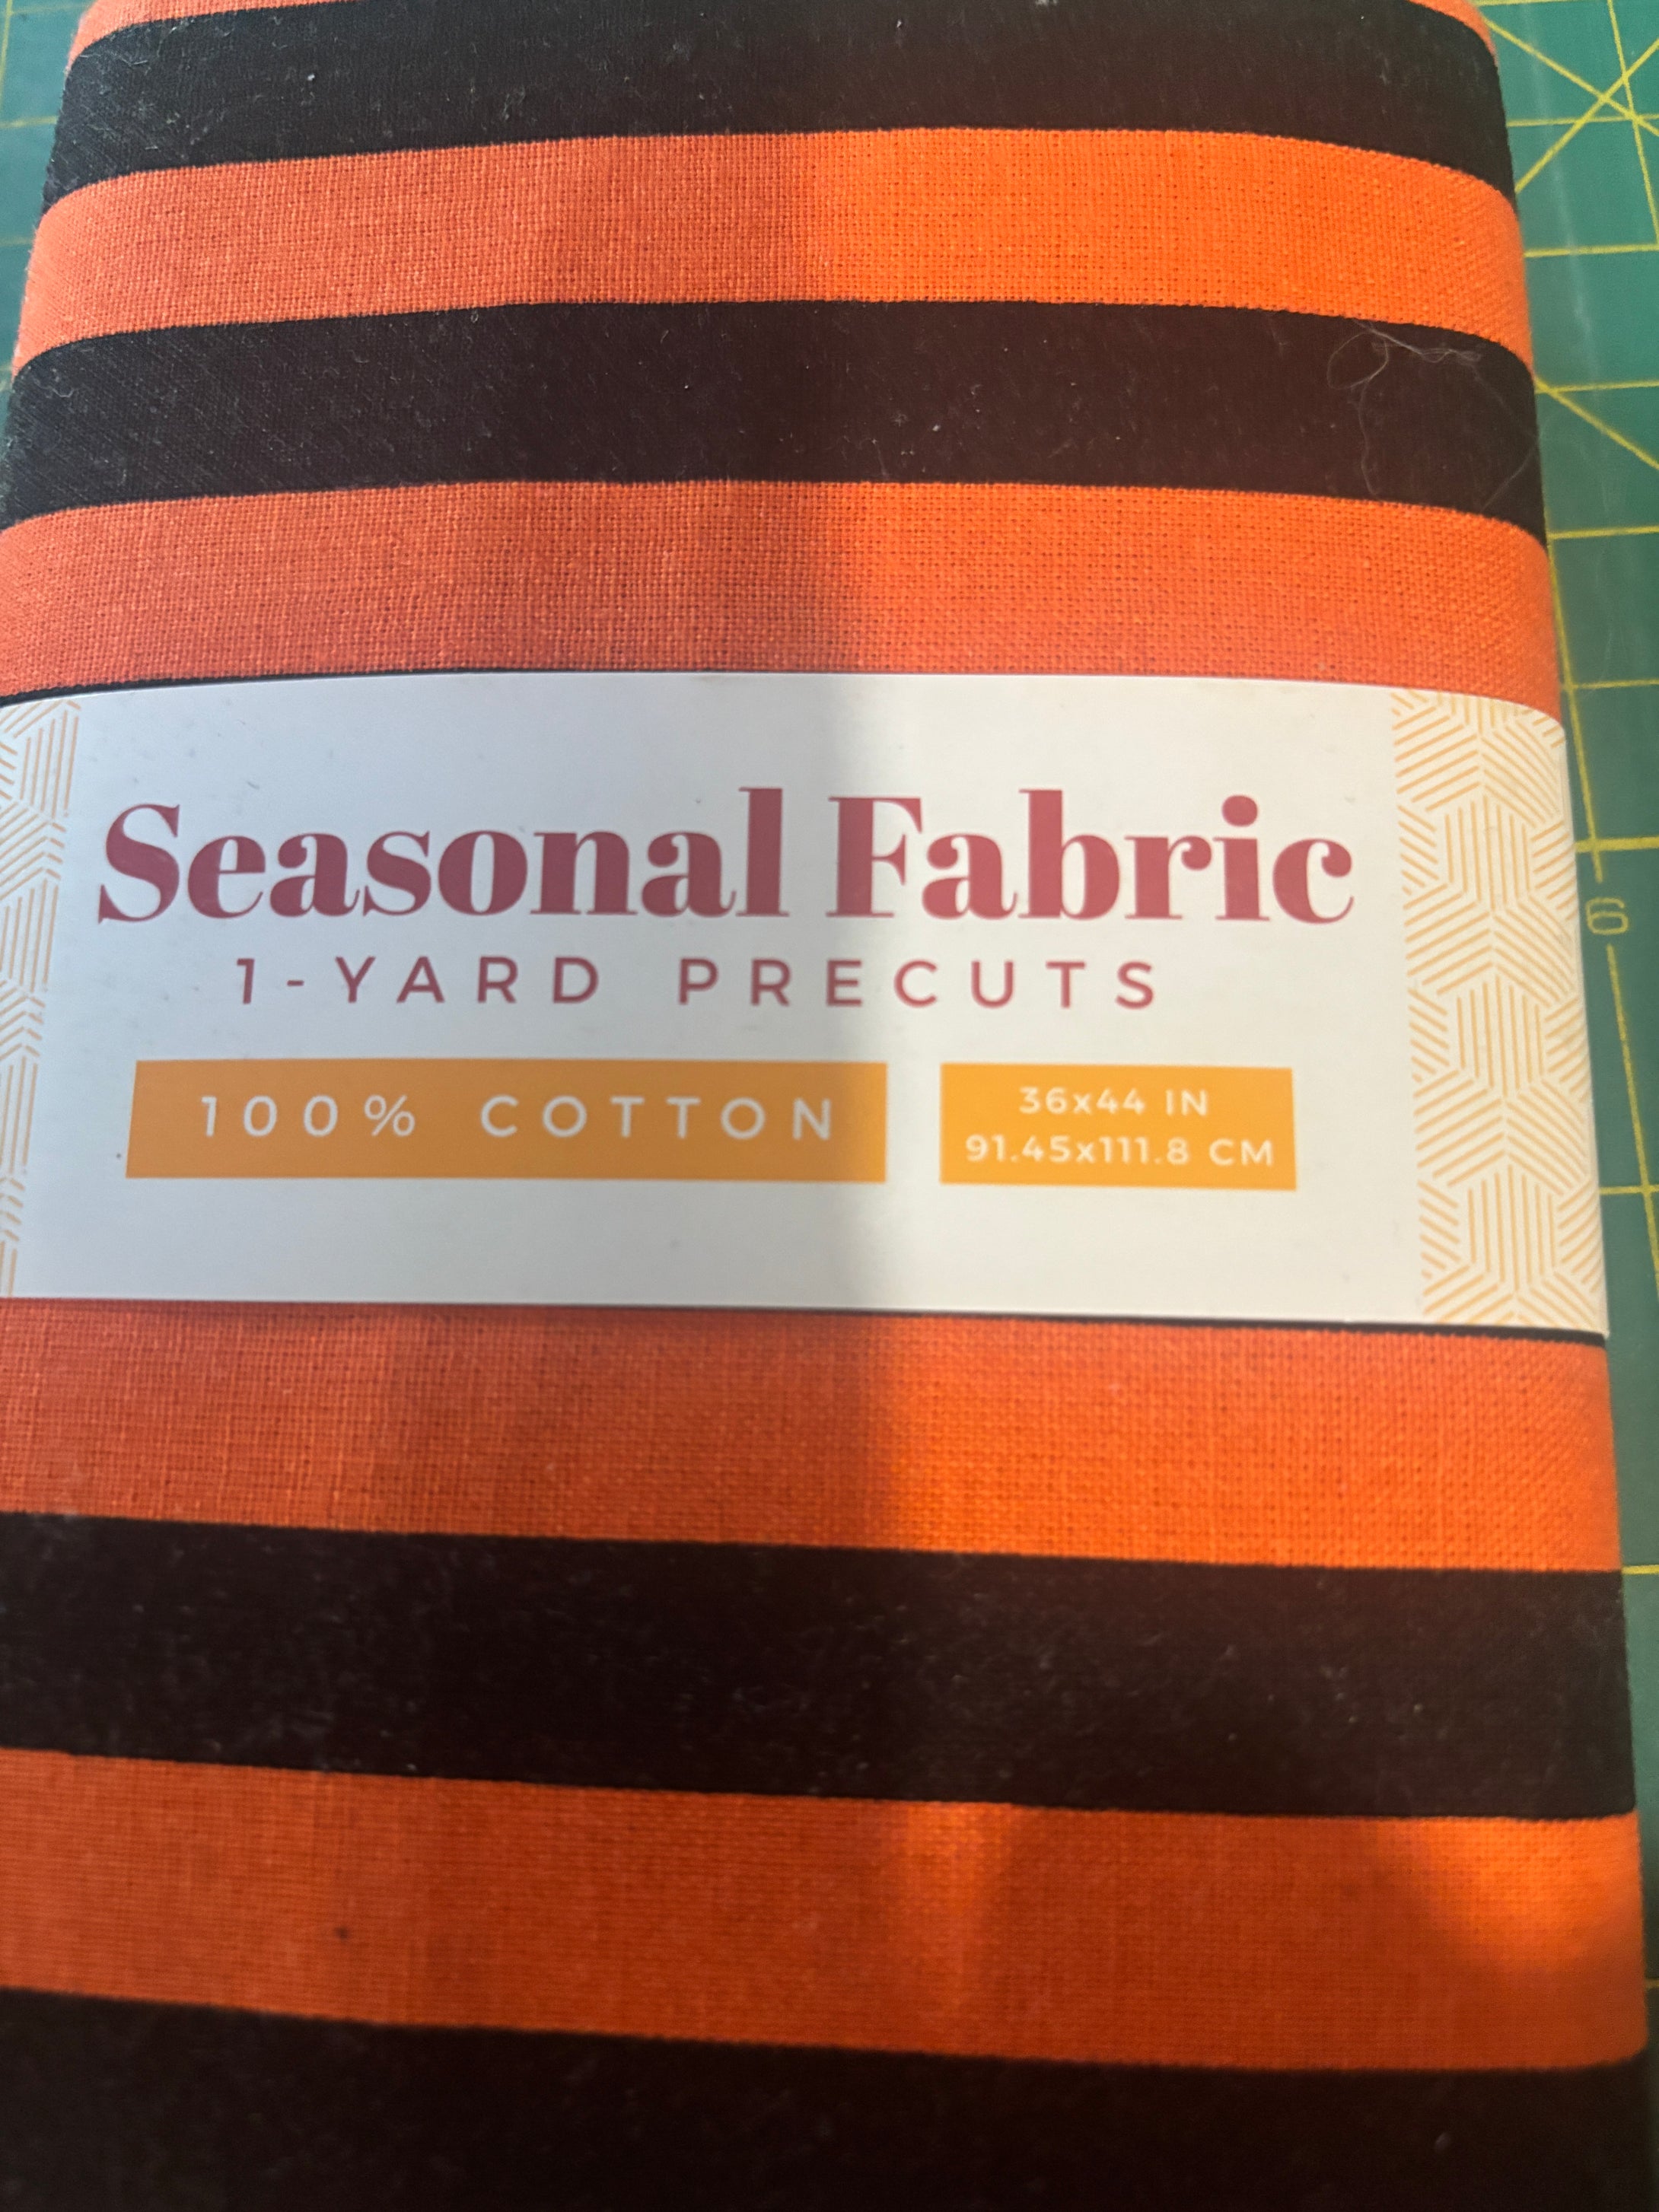 Seasonal Fabric
1-YARD PRECUTS
100% COTTON
36x44 IN
91.45x111.8 CM
6